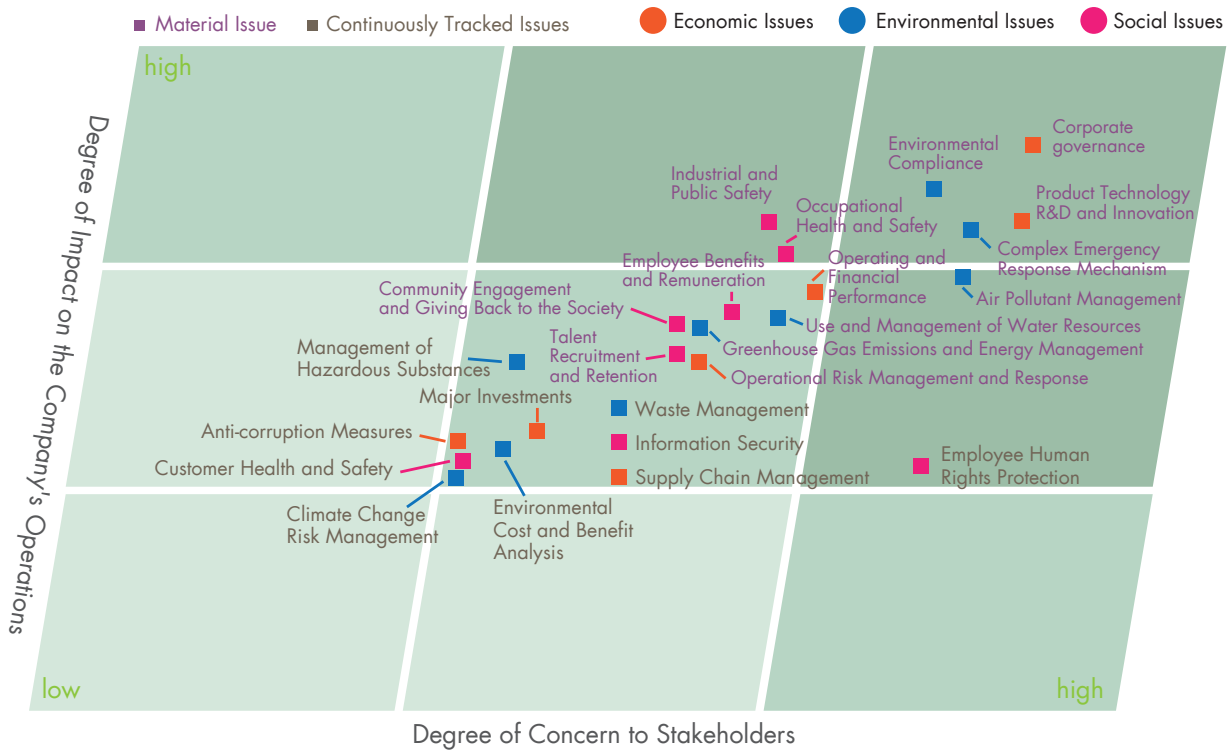 Material Issue
Continuously Tracked Issues
Economic Issues
Environmental Issues
Social Issues
high
Degree of Impact on the Company's Operations
Corporate
governance
Environmental
Compliance
Industrial and
Public Safety
Product Technology
R&D and Innovation
Occupational
Health and Safety
Complex Emergency
Response Mechanism
Operating and
Financial
Performance
Employee Benefits
and Remuneration
Air Pollutant Management
Community Engagement
and Giving Back to the Society
Use and Management of Water Resources
Greenhouse Gas Emissions and Energy Management
Talent
Recruitment
and Retention
Management of
Hazardous Substances
Operational Risk Management and Response
Major Investments
Waste Management
Anti-corruption Measures
Information Security
Customer Health and Safety
Supply Chain Management
Employee Human
Rights Protection
Climate Change
Risk Management
Environmental
Cost and Benefit
Analysis
low
high
Degree of Concern to Stakeholders